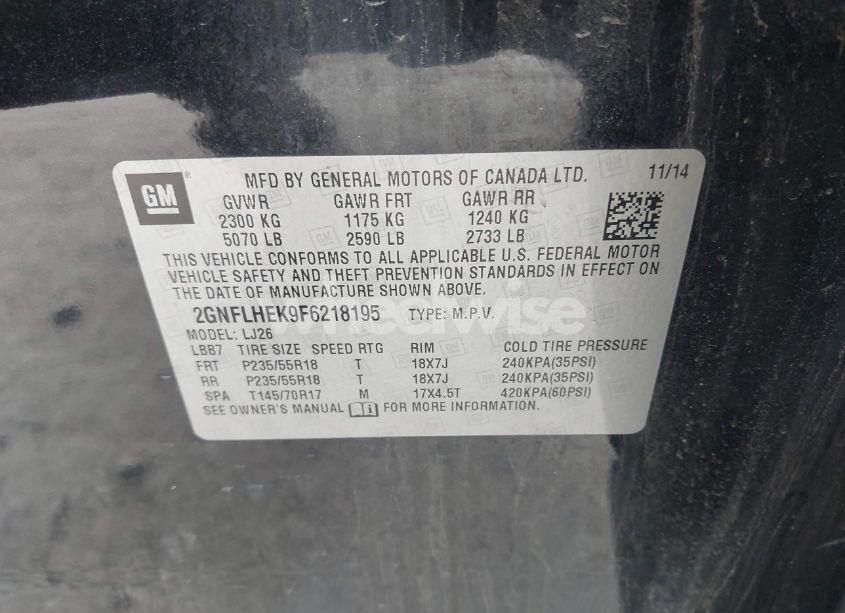 GM
MFD BY GENERAL MOTORS OF CANADA LTD. 11/14
GVWR GAWR FRT GAWR RR
2300 KG 1175 KG 1240 KG
5070 LB 2590 LB 2733 LB
THIS VEHICLE CONFORMS TO ALL APPLICABLE U.S. FEDERAL MOTOR
VEHICLE SAFETY AND THEFT PREVENTION STANDARDS IN EFFECT ON
THE DATE OF MANUFACTURE SHOWN ABOVE.
2GNFLHEK9F6218195 TYPE: M.P.V.
wheelwise
MODEL: LJ26
LBB7 TIRE SIZE SPEED RTG RIM COLD TIRE PRESSURE
FRT P235/55R18 T 18X7J 240KPA(35PSI)
RR P235/55R18 T 18X7J 240KPA(35PSI)
SPA T145/70R17 M 17X4.5T 420KPA(60PSI)
SEE OWNER'S MANUAL FOR MORE INFORMATION.